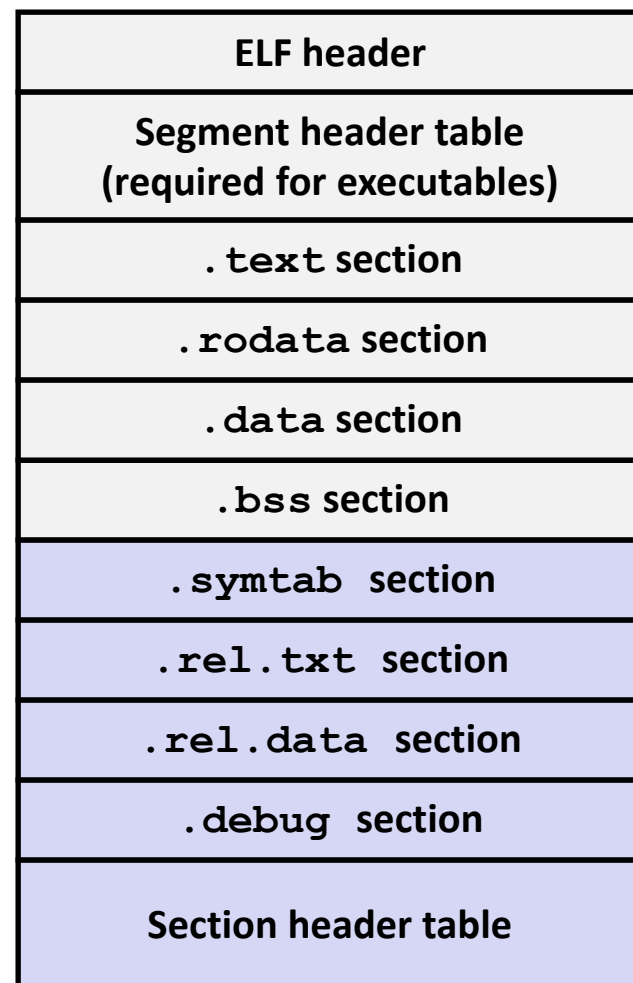 ELF header
Segment header table
(required for executables)
.text section
.rodata section
.data section
.bss section
.symtab section
.rel.txt section
.rel.data section
.debug section
Section header table